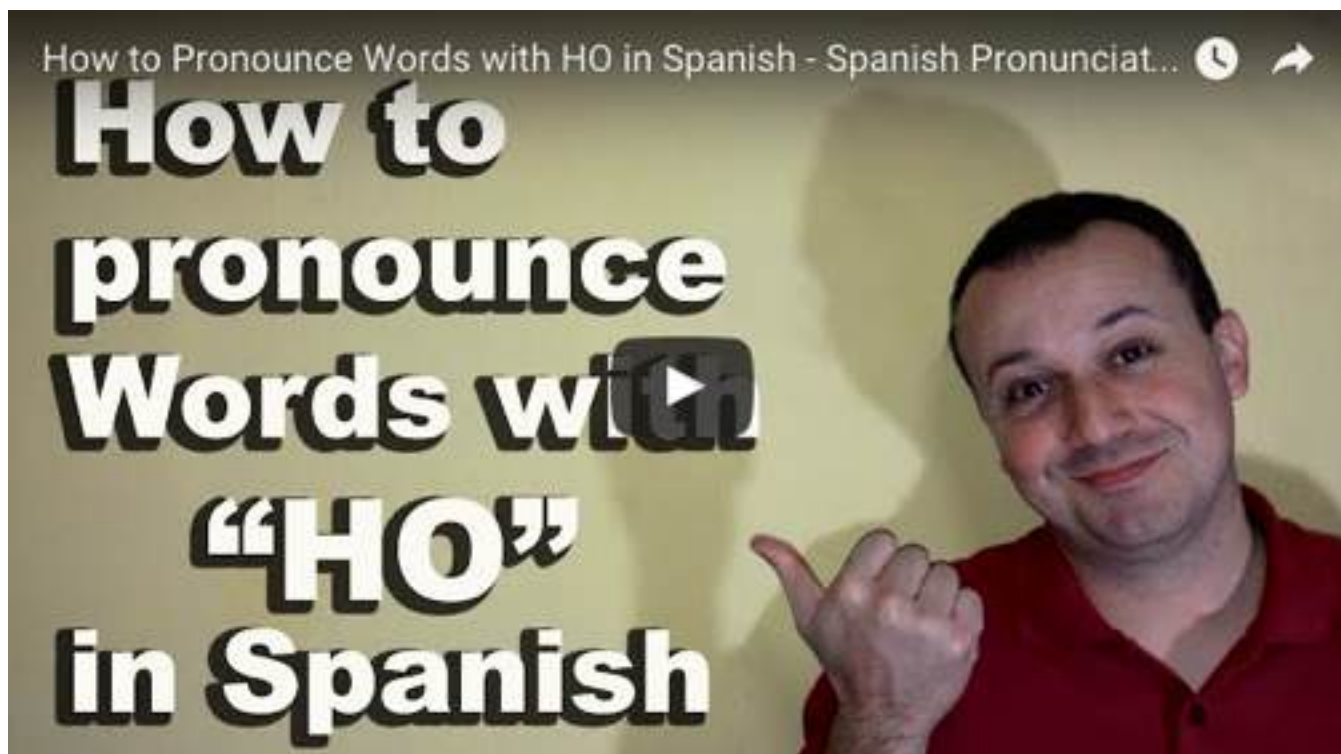 How to Pronounce Words with HO in Spanish - Spanish Pronunciat...
How to
pronounce
Words with
“HO”
in Spanish